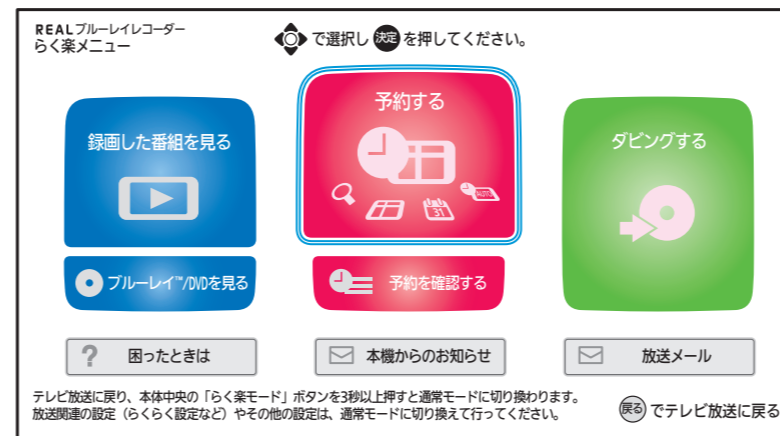 REALブルーレイレコーダー
らく楽メニュー
で選択し 決定 を押してください。
録画した番組を見る
予約する
31
ダビングする
ブルーレイ™/DVDを見る
予約を確認する
? 困ったときは
本機からのお知らせ
放送メール
テレビ放送に戻り、本体中央の「らく楽モード」ボタンを3秒以上押すと通常モードに切り換わります。
放送関連の設定（らくらく設定など）やその他の設定は、通常モードに切り換えて行ってください。
戻る でテレビ放送に戻る